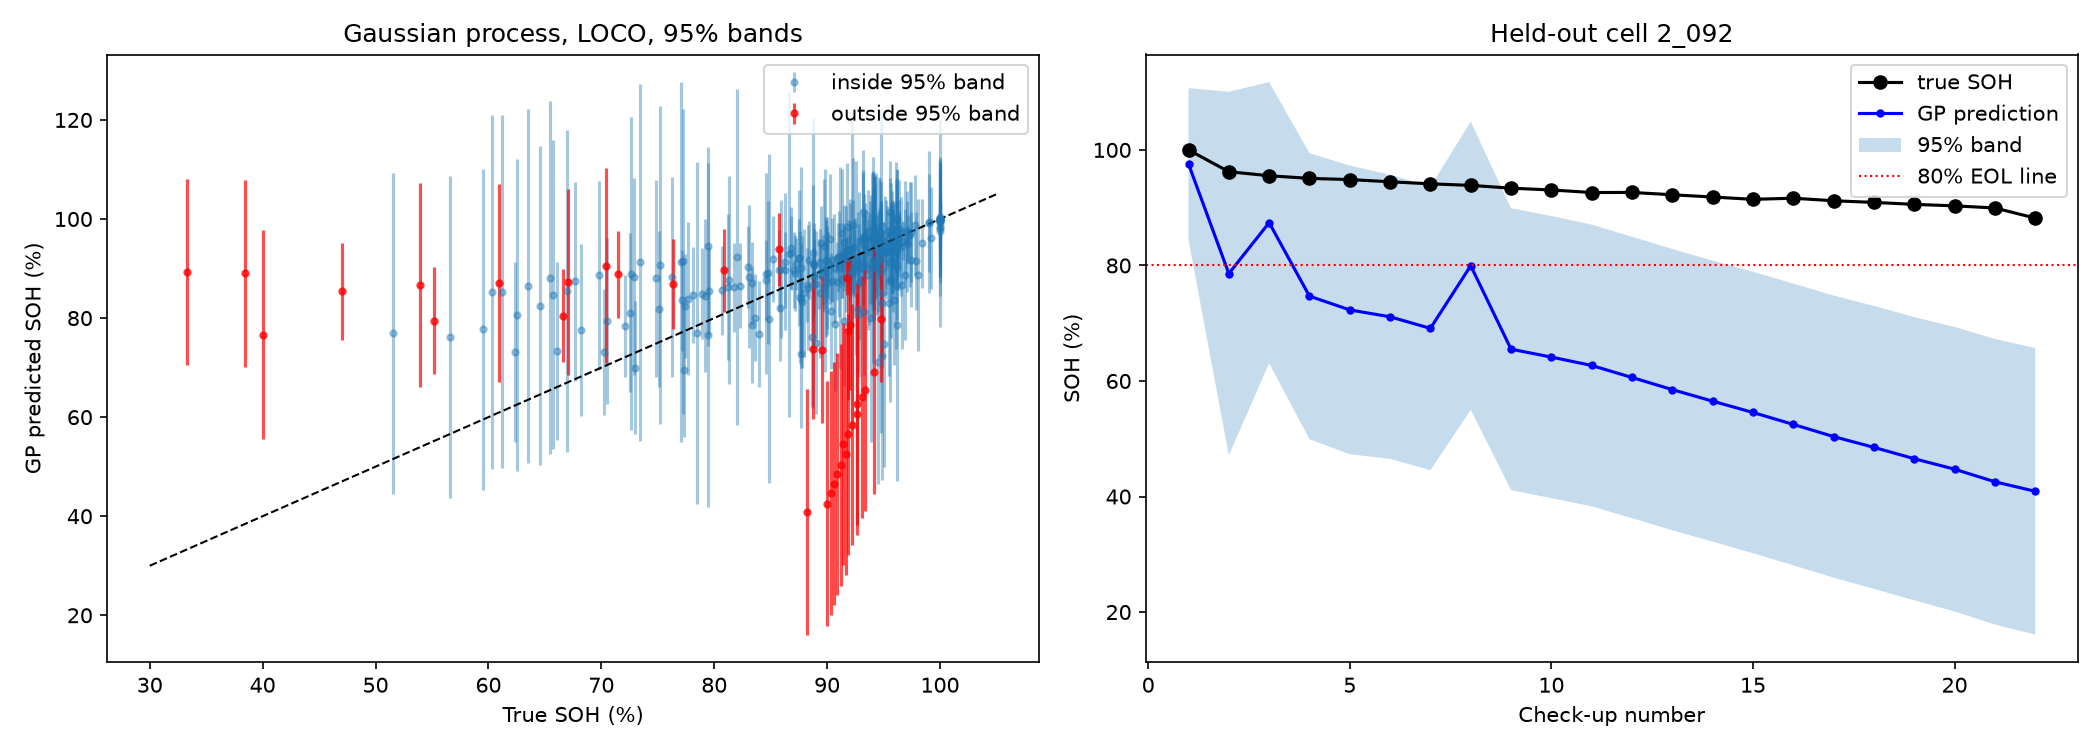 Gaussian process, LOCO, 95% bands
inside 95% band
outside 95% band
GP predicted SOH (%)
120
100
80
60
40
20
30 40 50 60 70 80 90 100
True SOH (%)
Held-out cell 2_092
true SOH
GP prediction
95% band
80% EOL line
SOH (%)
100
80
60
40
20
0 5 10 15 20
Check-up number